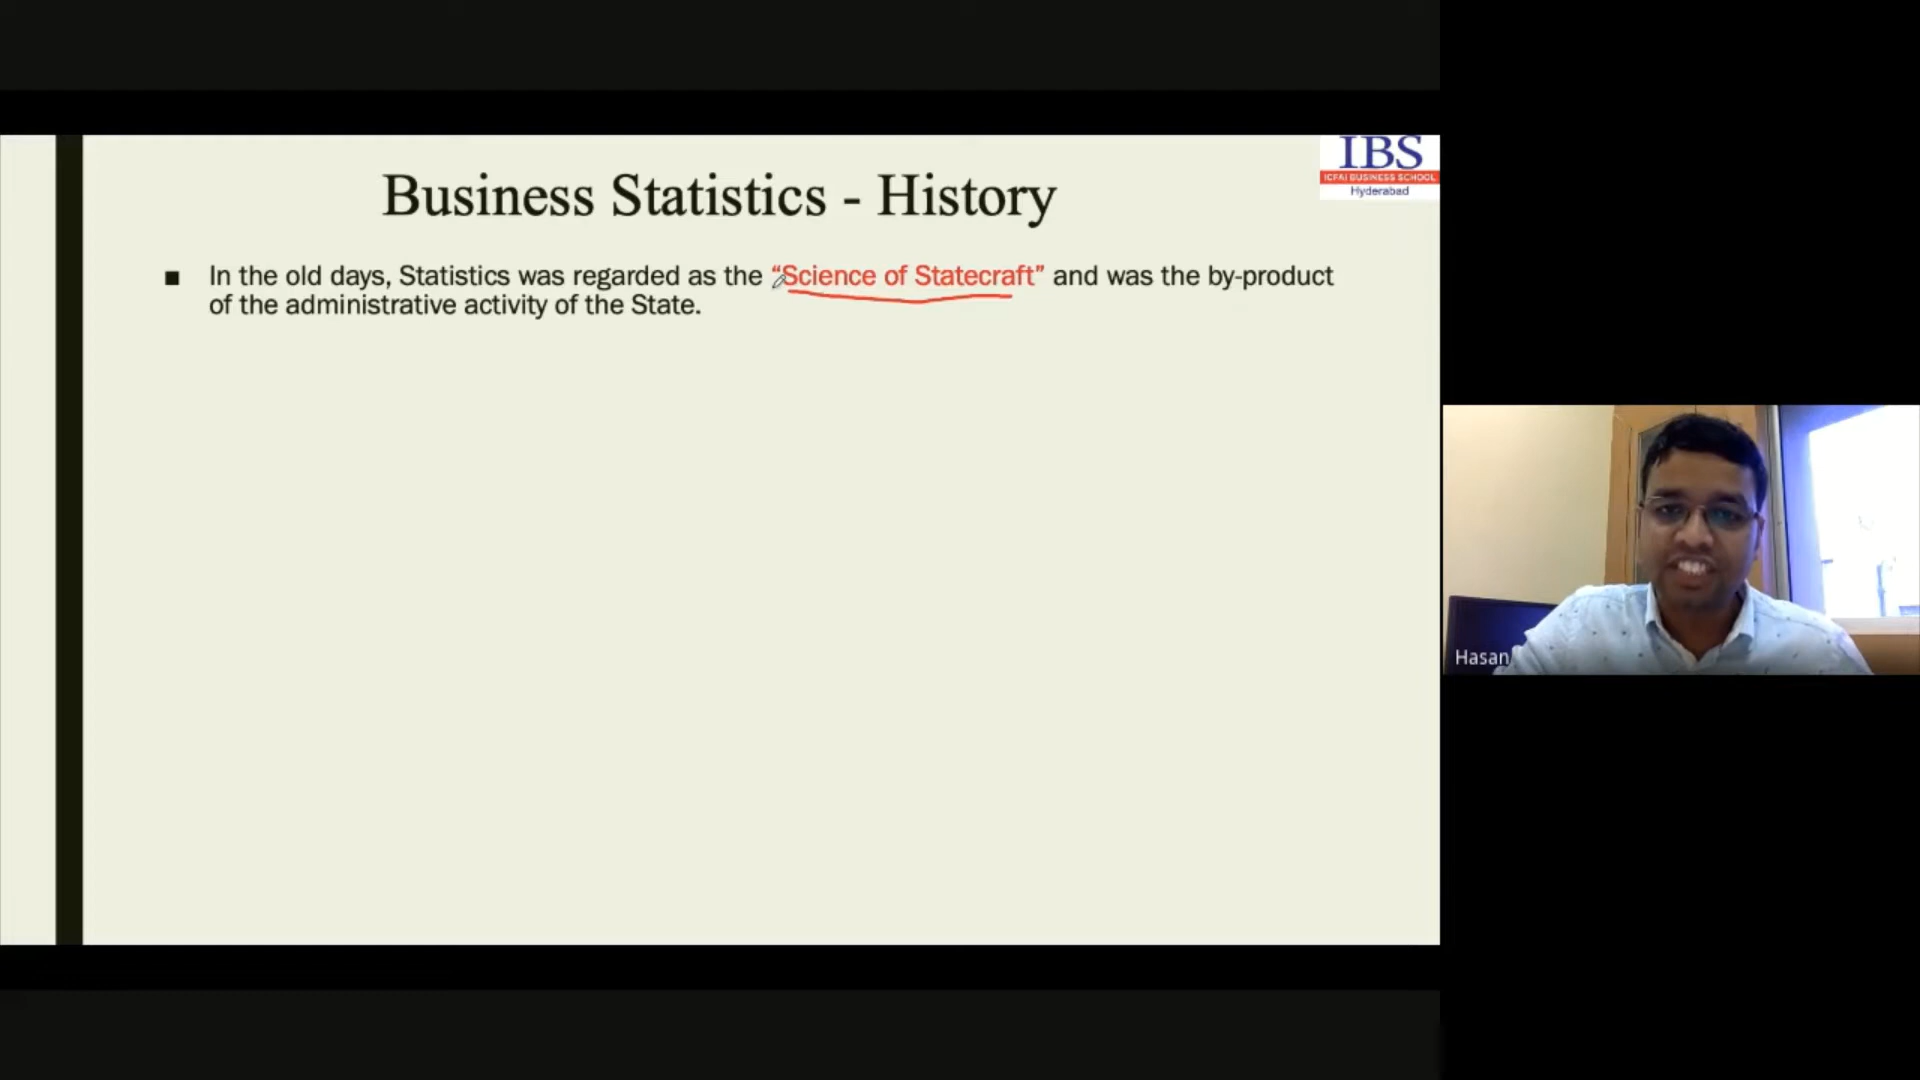 Business Statistics - History
IBS
ICFAI BUSINESS SCHOOL
Hyderabad
■ In the old days, Statistics was regarded as the “Science of Statecraft” and was the by-product
of the administrative activity of the State.
Hasan